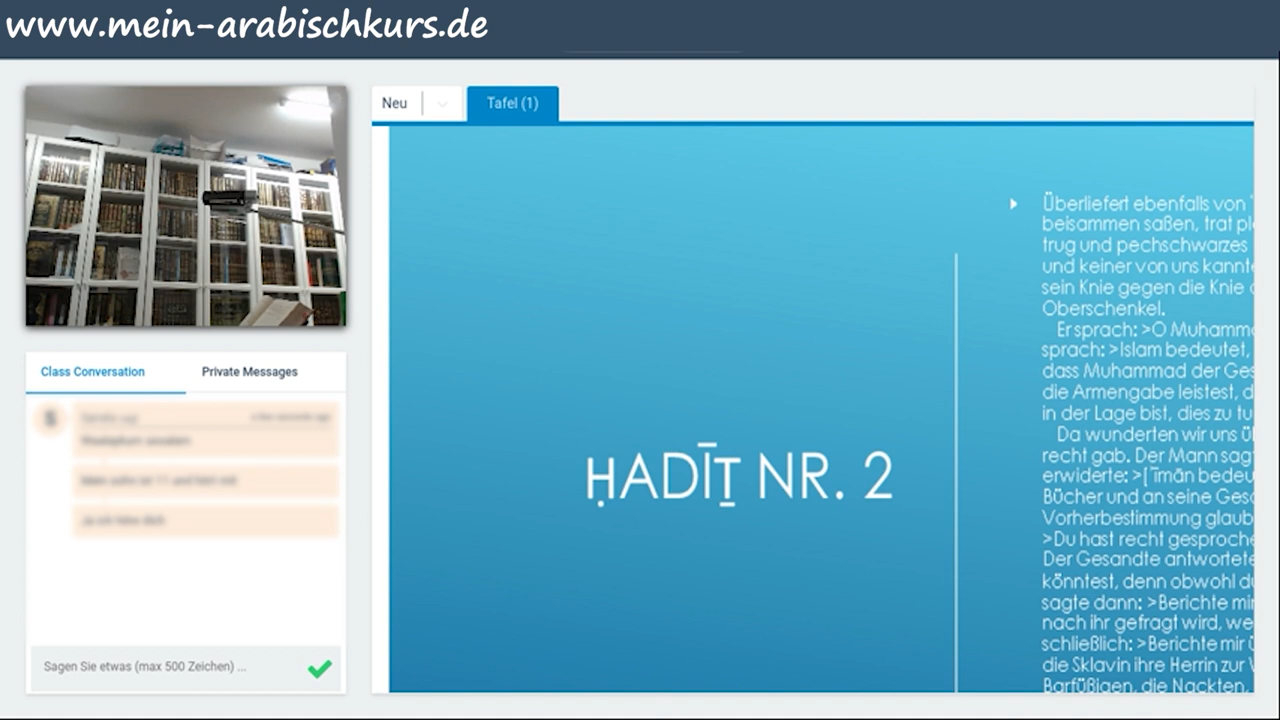 www.mein-arabischkurs.de
Neu
Tafel (1)
Class Conversation
Private Messages
S
Sagen Sie etwas (max 500 Zeichen) ...
ḤADĪṮ NR. 2
Überliefert ebenfalls von
beisammen saßen, trat
trug und pechschwarzes
und keiner von uns
sein Knie gegen die Knie
Oberschenkel.
Er sprach: >O
sprach: >Islam bedeutet,
dass Muhammad der
die Armengabe leistest,
in der Lage bist, dies zu
Da wunderten wir uns
recht gab. Der Mann
erwiderte: >[ˈīmān
Bücher und an seine
Vorherbestimmung
>Du hast recht
Der Gesandte
könntest, denn obwohl
sagte dann: >Berichte
nach ihr gefragt wird,
schließlich: >Berichte mir
die Sklavin ihre Herrin zur
Barfüßigen, die Nackten,